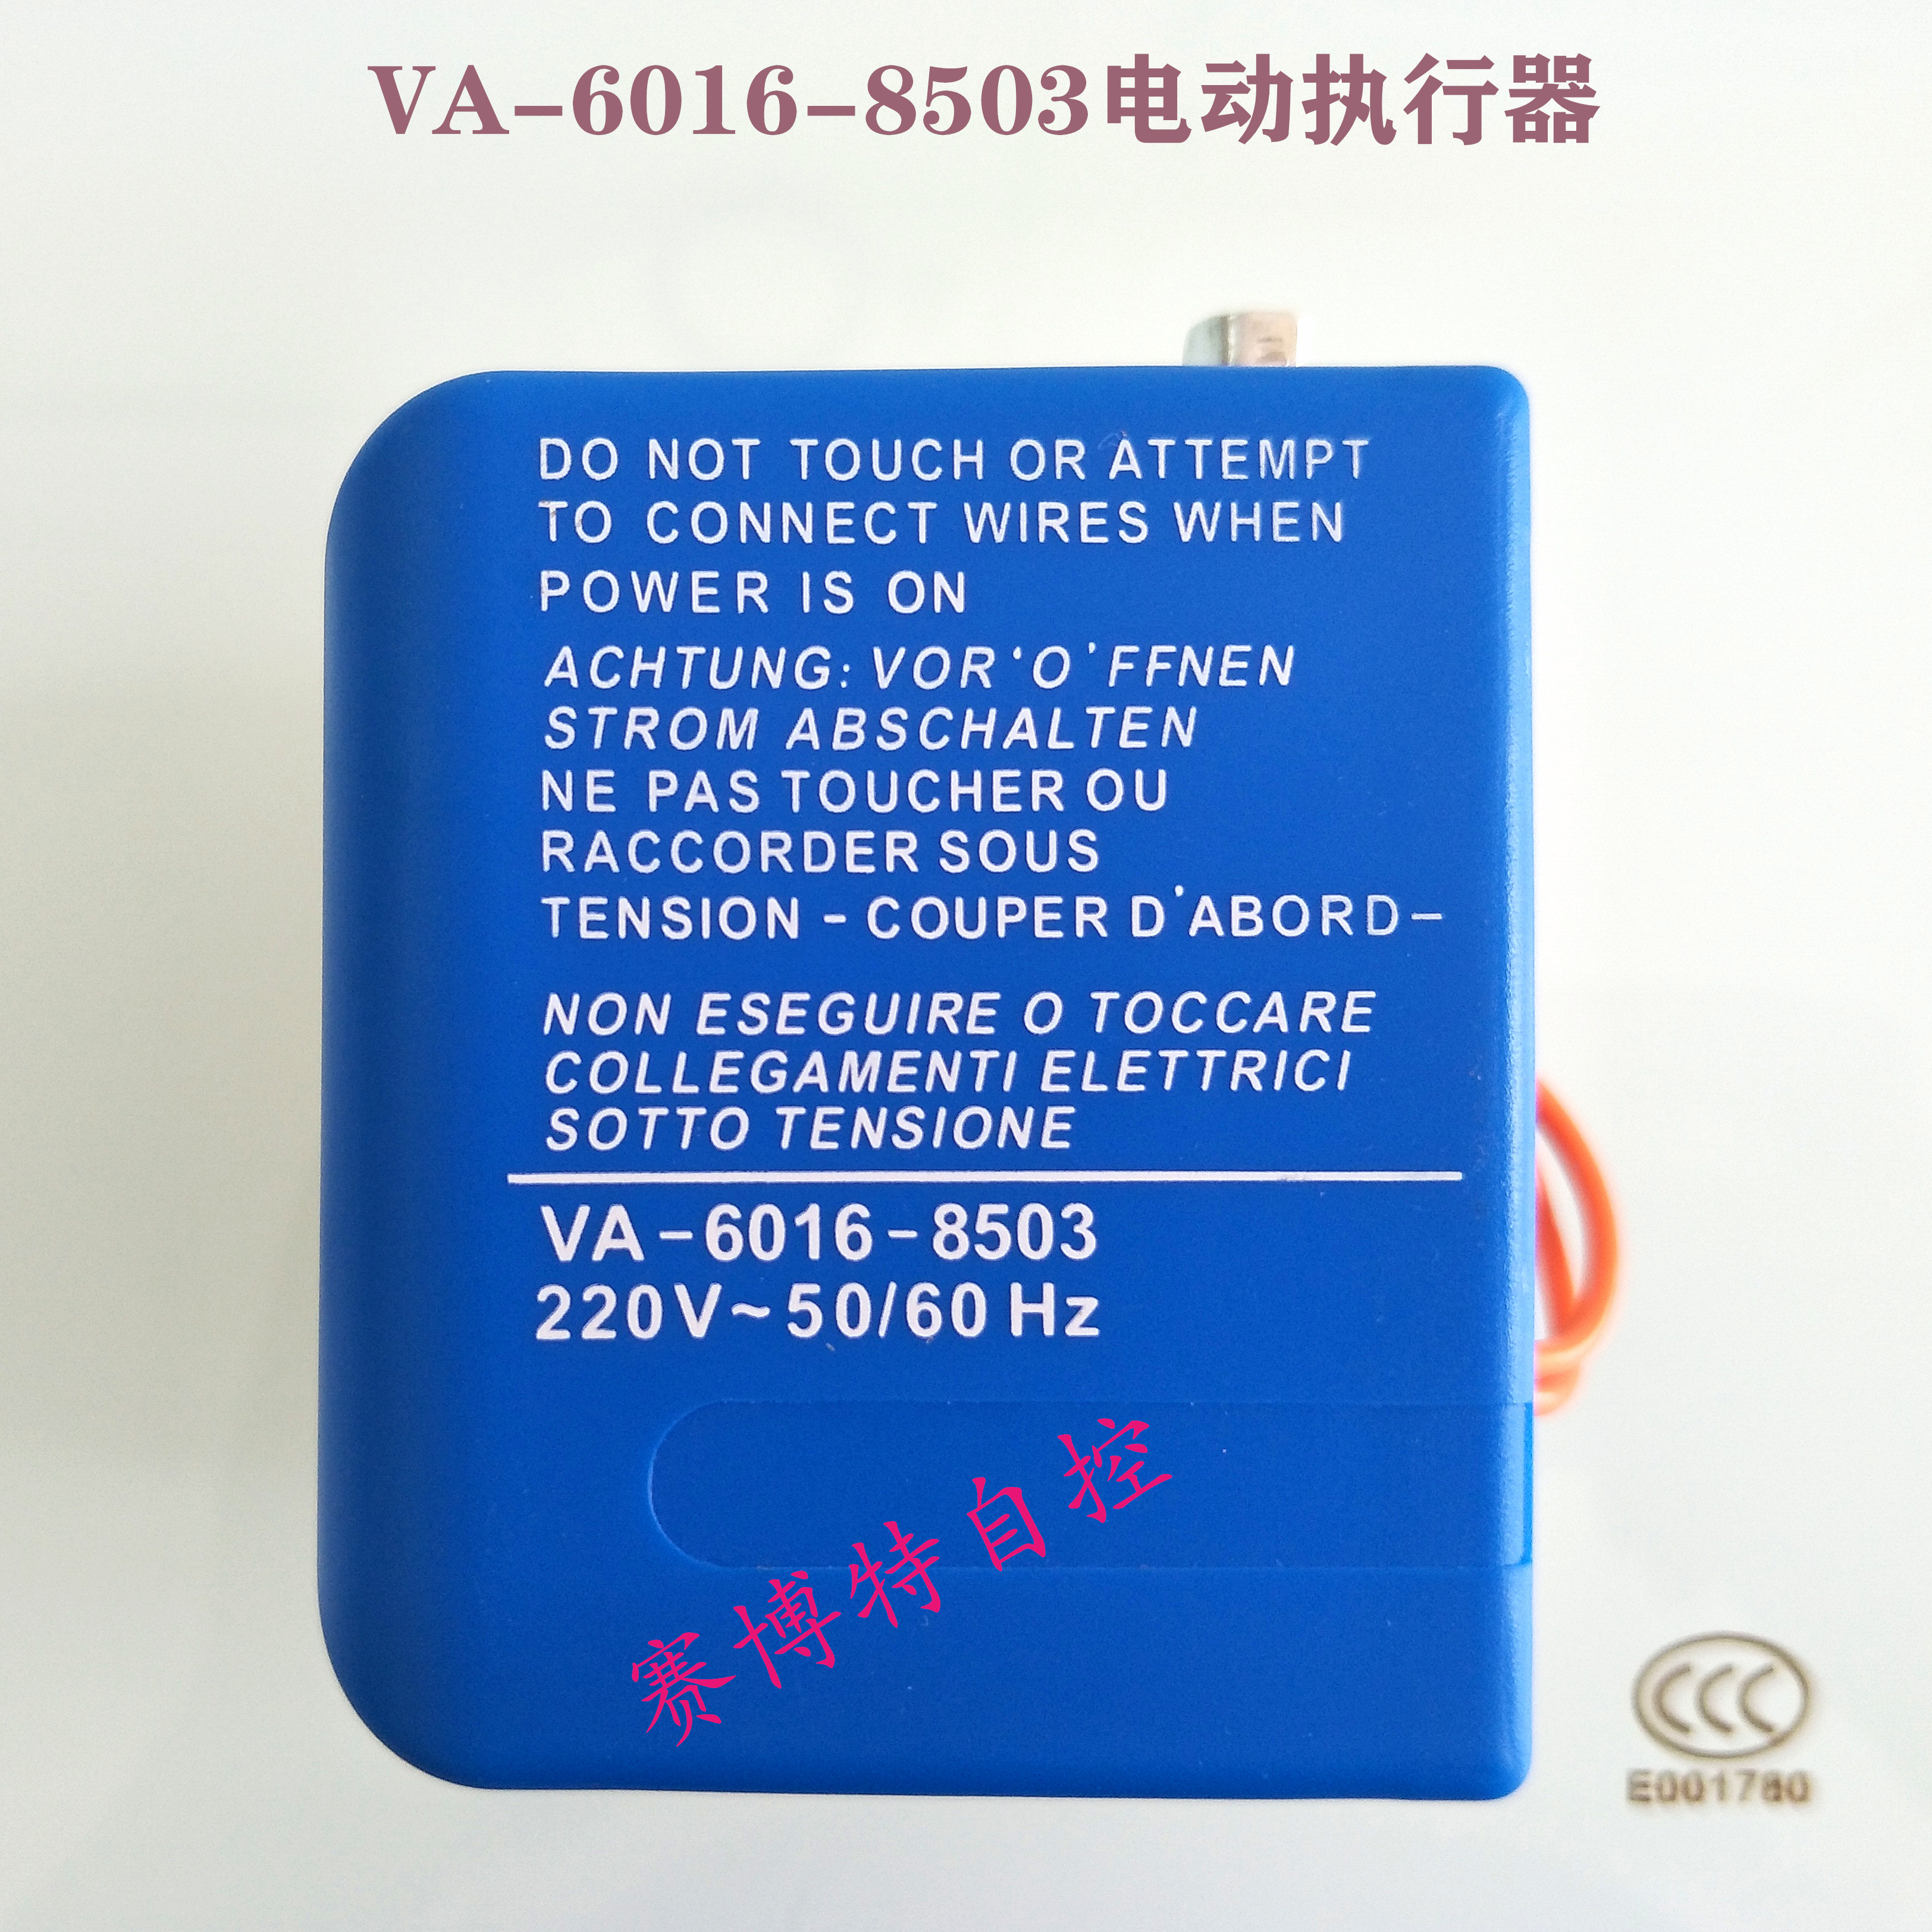 VA-6016-8503电动执行器
DO NOT TOUCH OR ATTEMPT
TO CONNECT WIRES WHEN
POWER IS ON
ACHTUNG: VOR‘O’FFNEN
STROM ABSCHALTEN
NE PAS TOUCHER OU
RACCORDER SOUS
TENSION - COUPER D'ABORD-
NON ESEGUIRE O TOCCARE
COLLEGAMENTI ELETTRICI
SOTTO TENSIONE
VA-6016-8503
220V~50/60 Hz
赛博特自控
CCC
E001780